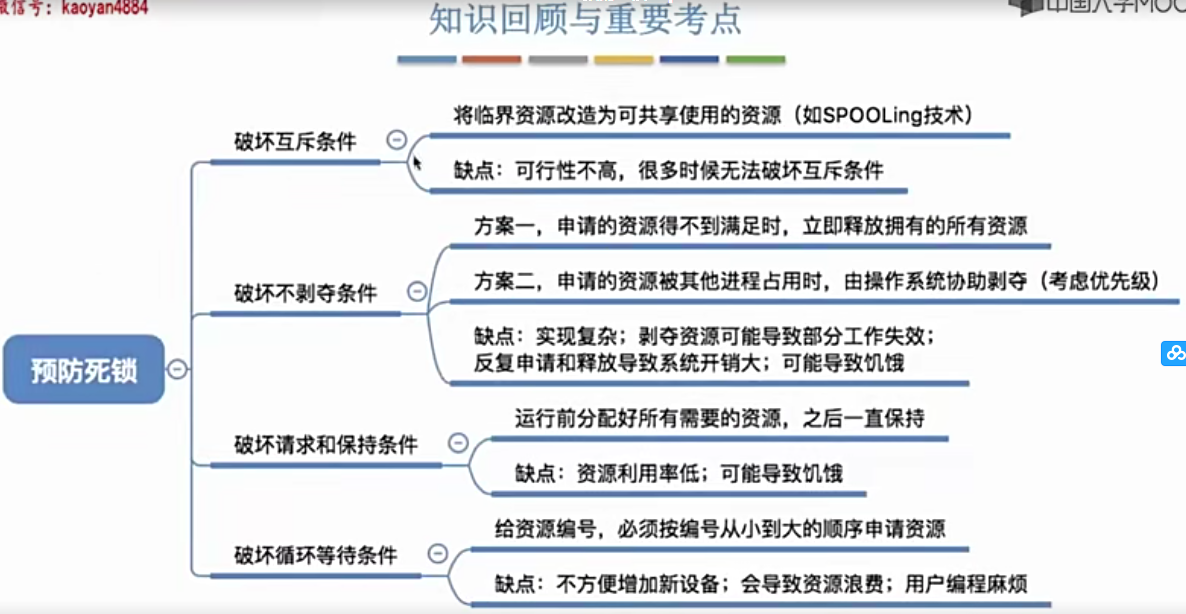 微信号：kaoyan4884
中国大学MOO
知识回顾与重要考点
将临界资源改造为可共享使用的资源（如SPOOLing技术）
破坏互斥条件
缺点：可行性不高，很多时候无法破坏互斥条件
方案一，申请的资源得不到满足时，立即释放拥有的所有资源
方案二，申请的资源被其他进程占用时，由操作系统协助剥夺（考虑优先级）
破坏不剥夺条件
缺点：实现复杂；剥夺资源可能导致部分工作失效；
反复申请和释放导致系统开销大；可能导致饥饿
预防死锁
运行前分配好所有需要的资源，之后一直保持
破坏请求和保持条件
缺点：资源利用率低；可能导致饥饿
给资源编号，必须按编号从小到大的顺序申请资源
破坏循环等待条件
缺点：不方便增加新设备；会导致资源浪费；用户编程麻烦